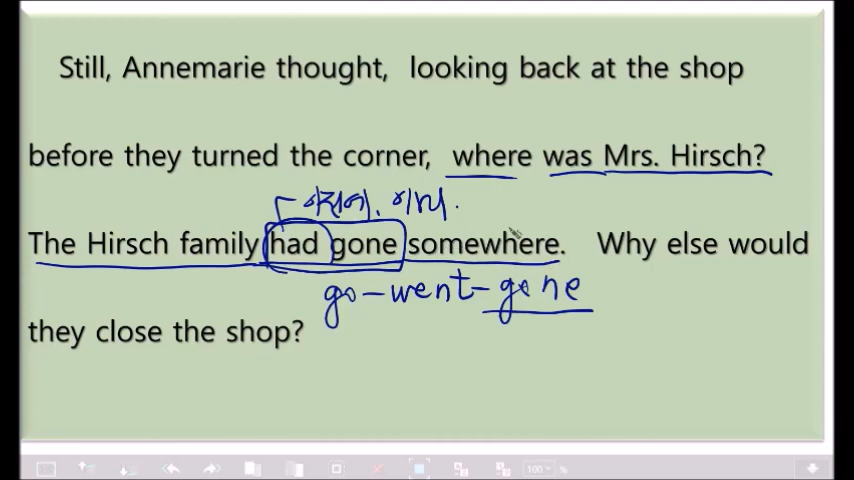 Still, Annemarie thought, looking back at the shop
before they turned the corner, where was Mrs. Hirsch?
The Hirsch family had gone somewhere. Why else would
go-went-gone
they close the shop?
100 %